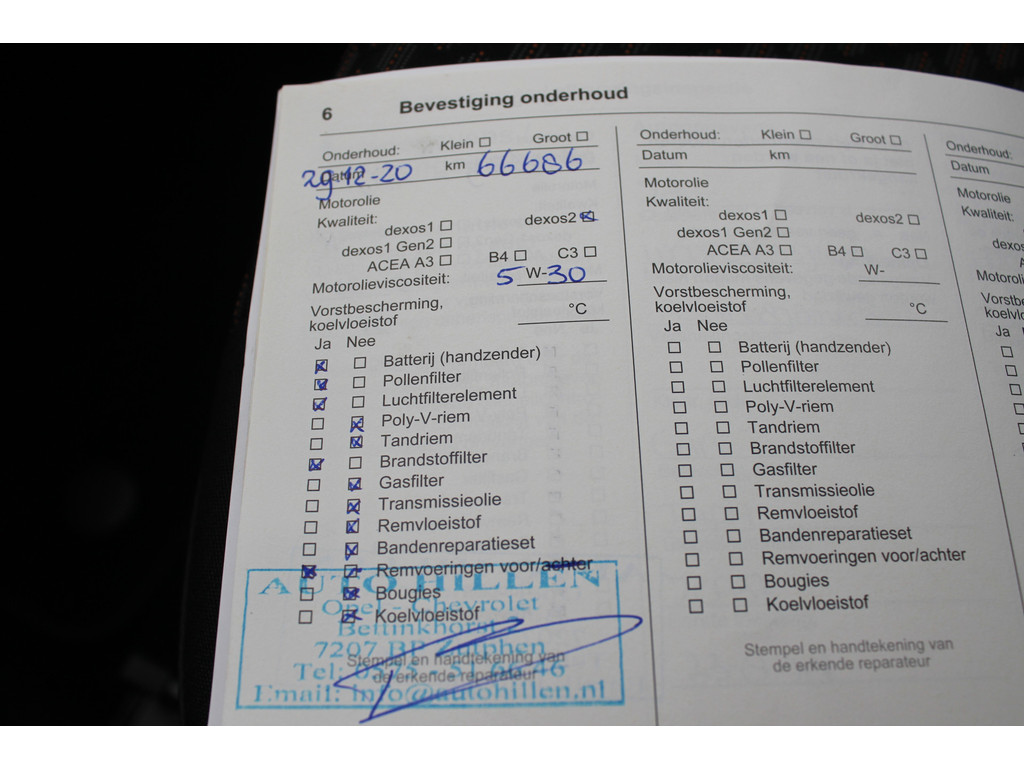 6 Bevestiging onderhoud
Onderhoud: Klein ☐ Groot ☐
Datum 29-12-20 km 66686
Motorolie
Kwaliteit:
dexos1 ☐ dexos2 ☒
dexos1 Gen2 ☐
ACEA A3 ☐ B4 ☐ C3 ☐
Motorolieviscositeit: 5 W-30
Vorstbescherming,
koelvloeistof °C
Ja Nee
☒ ☐ Batterij (handzender)
☒ ☐ Pollenfilter
☒ ☐ Luchtfilterelement
☐ ☒ Poly-V-riem
☐ ☒ Tandriem
☒ ☐ Brandstoffilter
☐ ☒ Gasfilter
☐ ☒ Transmissieolie
☐ ☒ Remvloeistof
☐ ☒ Bandenreparatieset
☒ ☒ Remvoeringen voor/achter
☐ ☒ Bougies
☐ ☒ Koelvloeistof
Stempel en handtekening van
de erkende reparateur
AUTO HILLEN
Opel - Chevrolet
7207 BP Zutphen
Tel:
Email: info@autohillen.nl
Onderhoud: Klein ☐ Groot ☐
Datum km
Motorolie
Kwaliteit:
dexos1 ☐ dexos2 ☐
dexos1 Gen2 ☐
ACEA A3 ☐ B4 ☐ C3 ☐
Motorolieviscositeit: W-
Vorstbescherming,
koelvloeistof °C
Ja Nee
☐ ☐ Batterij (handzender)
☐ ☐ Pollenfilter
☐ ☐ Luchtfilterelement
☐ ☐ Poly-V-riem
☐ ☐ Tandriem
☐ ☐ Brandstoffilter
☐ ☐ Gasfilter
☐ ☐ Transmissieolie
☐ ☐ Remvloeistof
☐ ☐ Bandenreparatieset
☐ ☐ Remvoeringen voor/achter
☐ ☐ Bougies
☐ ☐ Koelvloeistof
Stempel en handtekening van
de erkende reparateur
Onderhoud:
Datum
Motorolie
Kwaliteit:
Ja